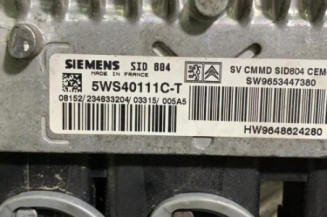 SIEMENS SID 804
MADE IN FRANCE
5WS40111C-T
08152/234633204/03315/005A5
SV CMMD SID804 CEM
SW9653447380
HW9648624280